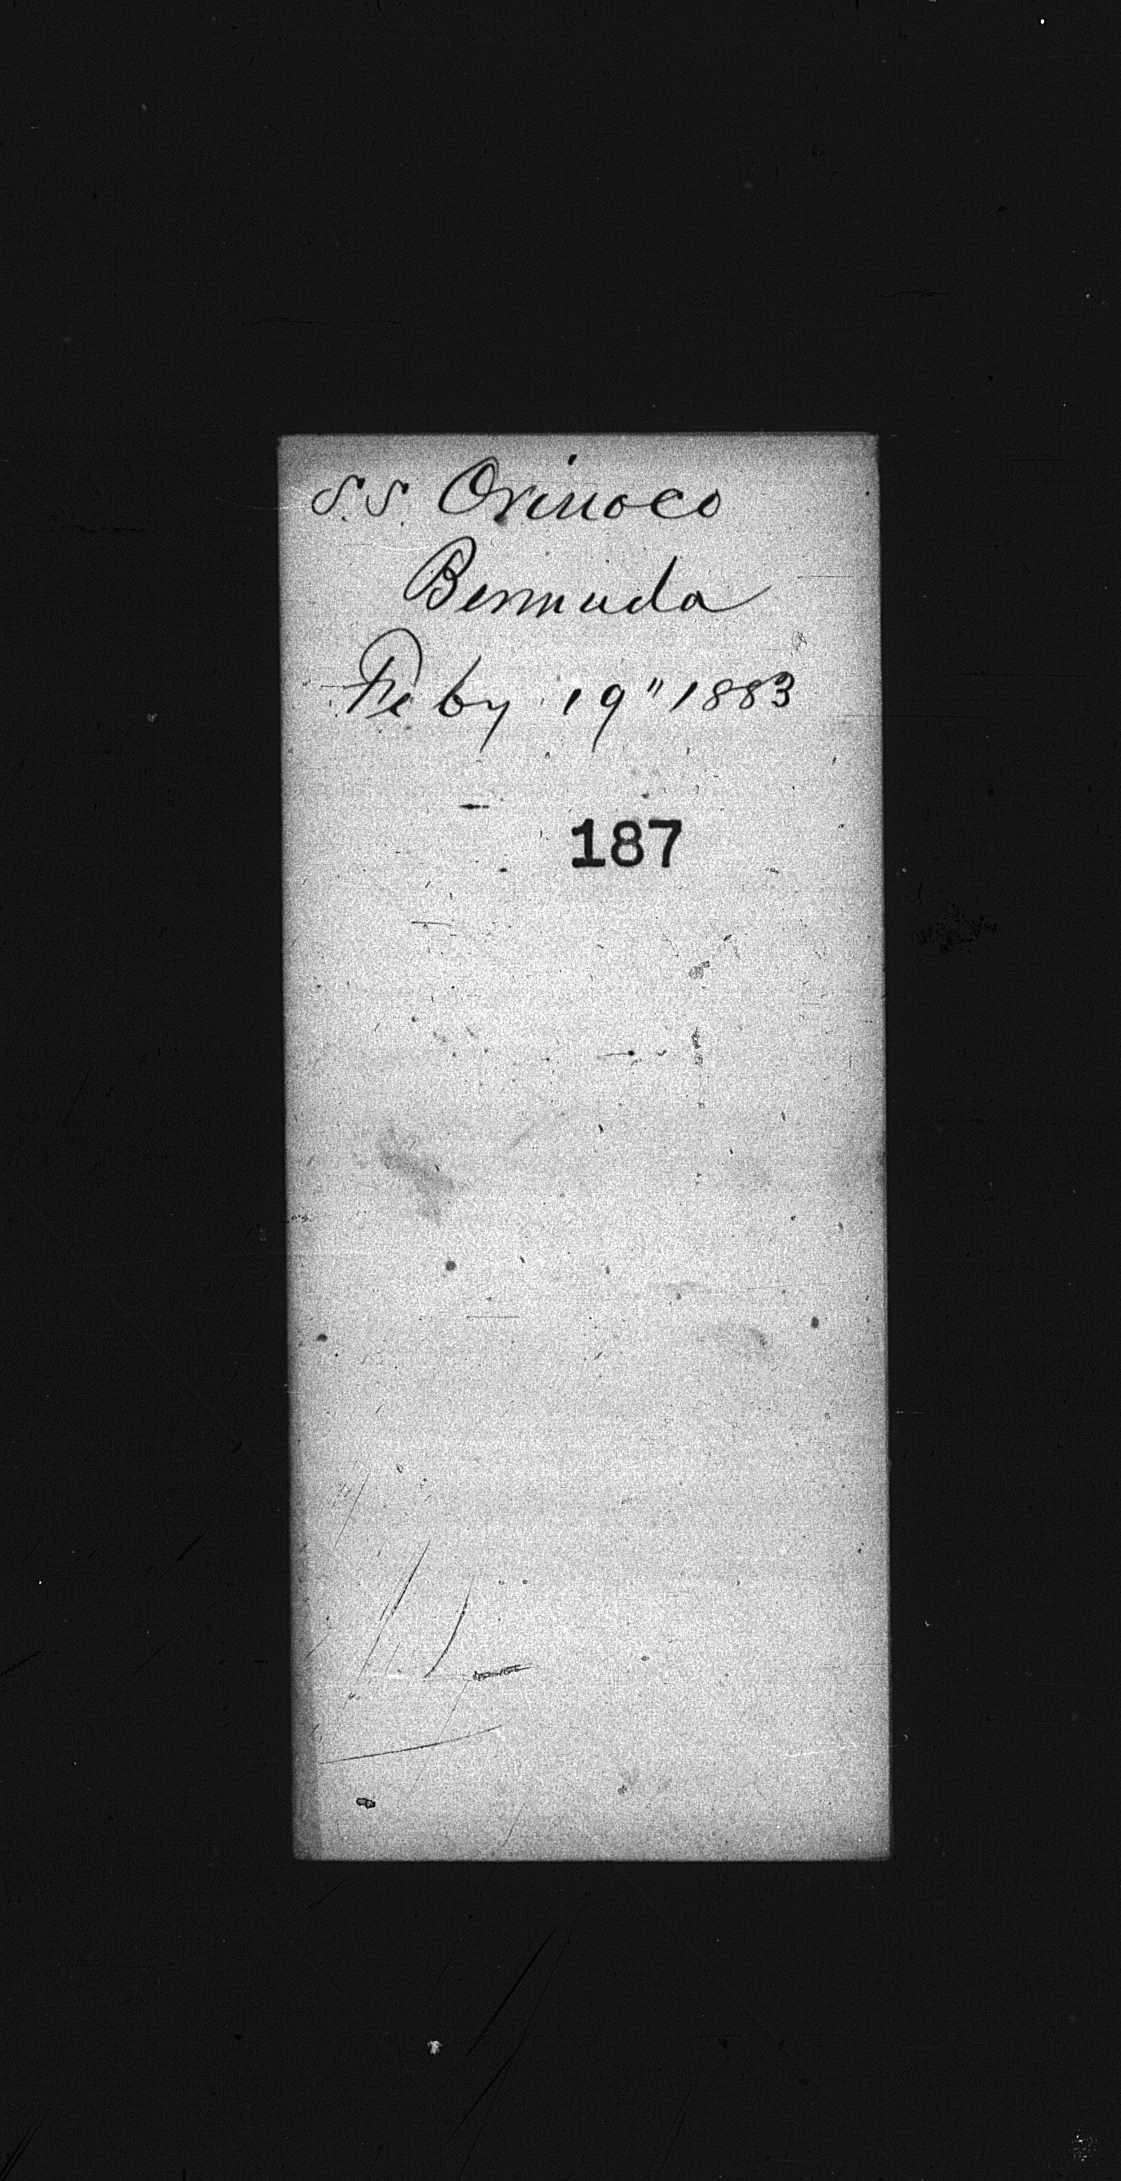 S.S. Orinoco
Bermuda
Feby 19" 1883
187